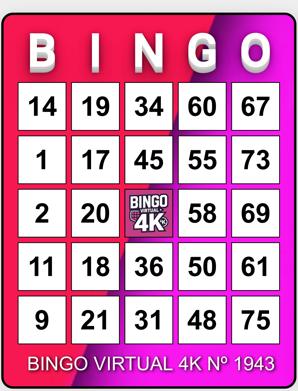 B I N G O
14 19 34 60 67
1 17 45 55 73
2 20 BINGO VIRTUAL 4K 58 69
11 18 36 50 61
9 21 31 48 75
BINGO VIRTUAL 4K Nº 1943